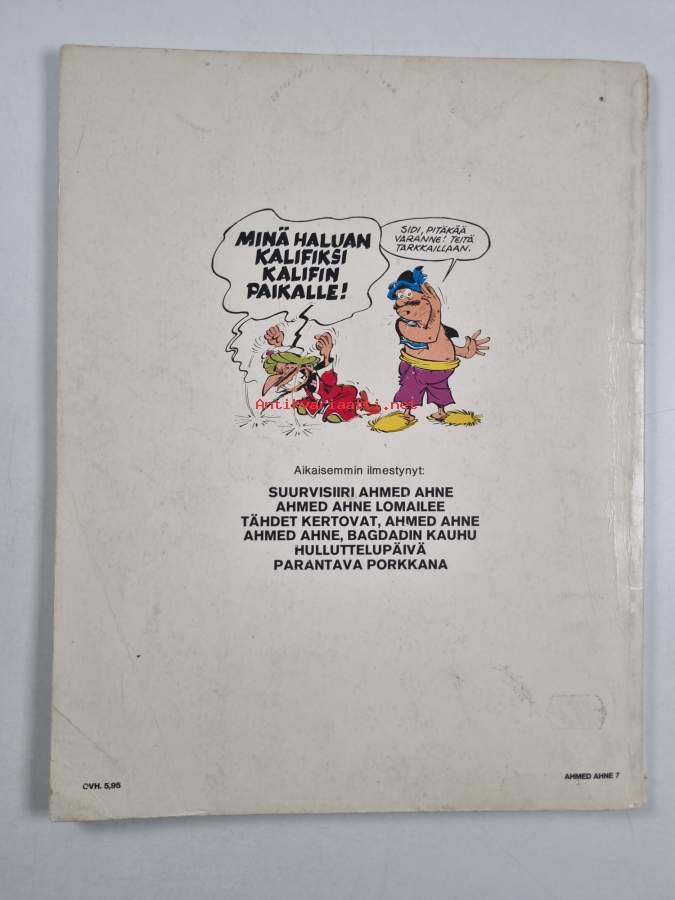 MINÄ HALUAN
KALIFIKSI
KALIFIN
PAIKALLE!
SIDI, PITÄKÄÄ
VARANNE! TEITÄ
TARKKAILLAAN.
Antikvariaatti.net
Aikaisemmin ilmestynyt:
SUURVISIIRI AHMED AHNE
AHMED AHNE LOMAILEE
TÄHDET KERTOVAT, AHMED AHNE
AHMED AHNE, BAGDADIN KAUHU
HULLUTTELUPÄIVÄ
PARANTAVA PORKKANA
OVH. 5,95
AHMED AHNE 7